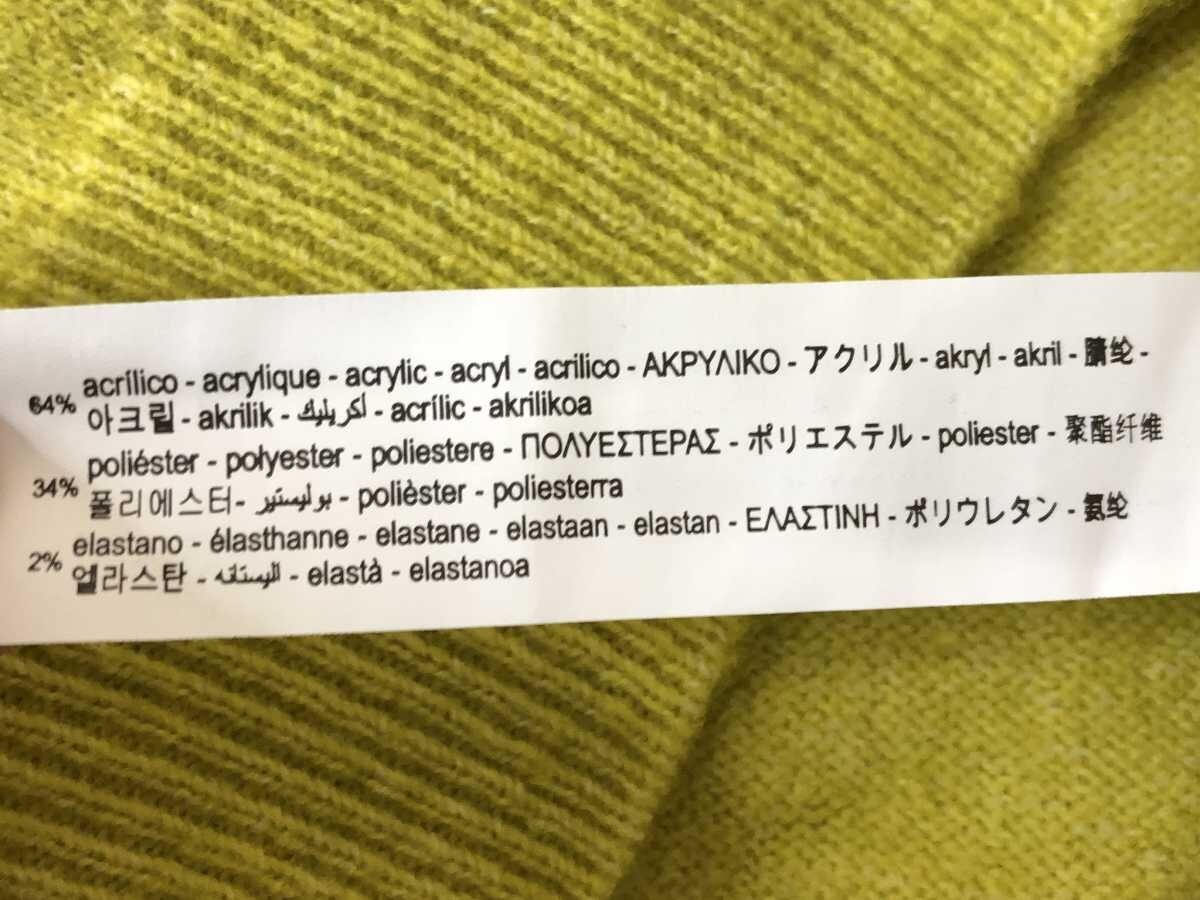 64% acrílico - acrylique - acrylic - acryl - acrilico - ΑΚΡΥΛΙΚΟ - アクリル - akryl - akril - 腈纶 -
아크릴 - akrilik - أكريليك - acrílic - akrilikoa
34% poliéster - polyester - poliestere - ΠΟΛΥΕΣΤΕΡΑΣ - ポリエステル - poliester - 聚酯纤维
폴리에스터- بوليستير - polièster - poliesterra
2% elastano - élasthanne - elastane - elastaan - elastan - ΕΛΑΣΤΙΝΗ - ポリウレタン - 氨纶
엘라스탄 - الليستانه - elastà - elastanoa